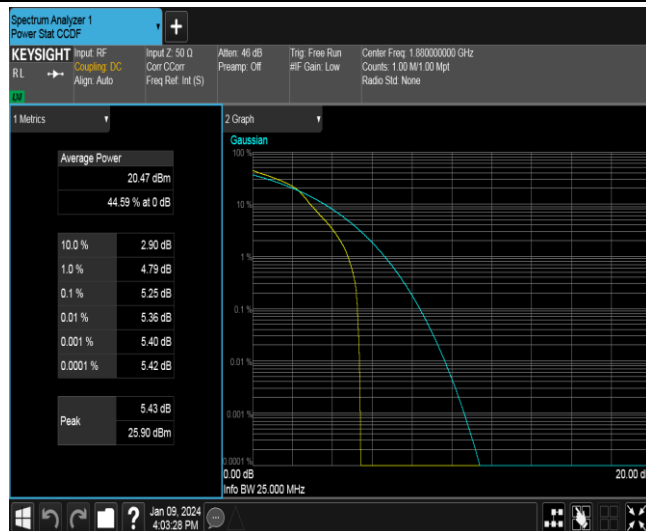 Spectrum Analyzer 1
Power Stat CCDF
KEYSIGHT
RL
LXI
Input: RF
Coupling: DC
Align: Auto
Input Z: 50 Ω
Corr CCorr
Freq Ref: Int (S)
Atten: 46 dB
Preamp: Off
Trig: Free Run
#IF Gain: Low
Center Freq: 1.880000000 GHz
Counts: 1.00 M/1.00 Mpt
Radio Std: None
1 Metrics
Average Power
20.47 dBm
44.59 % at 0 dB
10.0 % 2.90 dB
1.0 % 4.79 dB
0.1 % 5.25 dB
0.01 % 5.36 dB
0.001 % 5.40 dB
0.0001 % 5.42 dB
Peak
5.43 dB
25.90 dBm
2 Graph
Gaussian
100 %
10 %
1 %
0.1 %
0.01 %
0.001 %
0.0001 %
0.00 dB
20.00 d
Info BW 25.000 MHz
?
Jan 09, 2024
4:03:28 PM